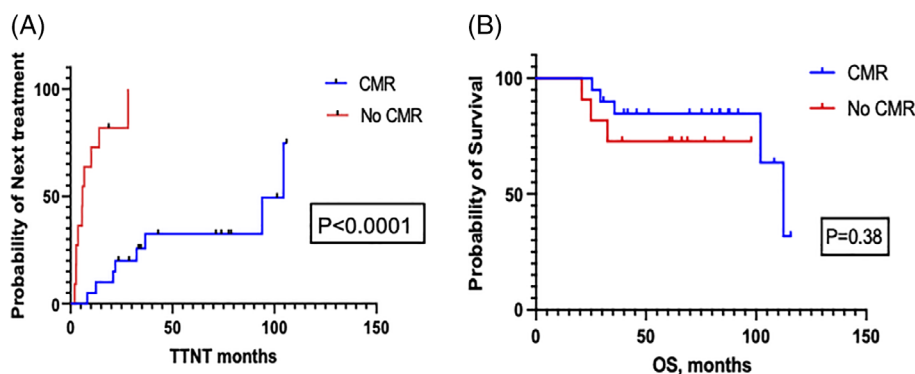 (A)
Probability of Next treatment
100
50
0
0
50
100
150
TTNT months
CMR
No CMR
P<0.0001
(B)
Probability of Survival
100
50
0
0
50
100
150
OS, months
CMR
No CMR
P=0.38